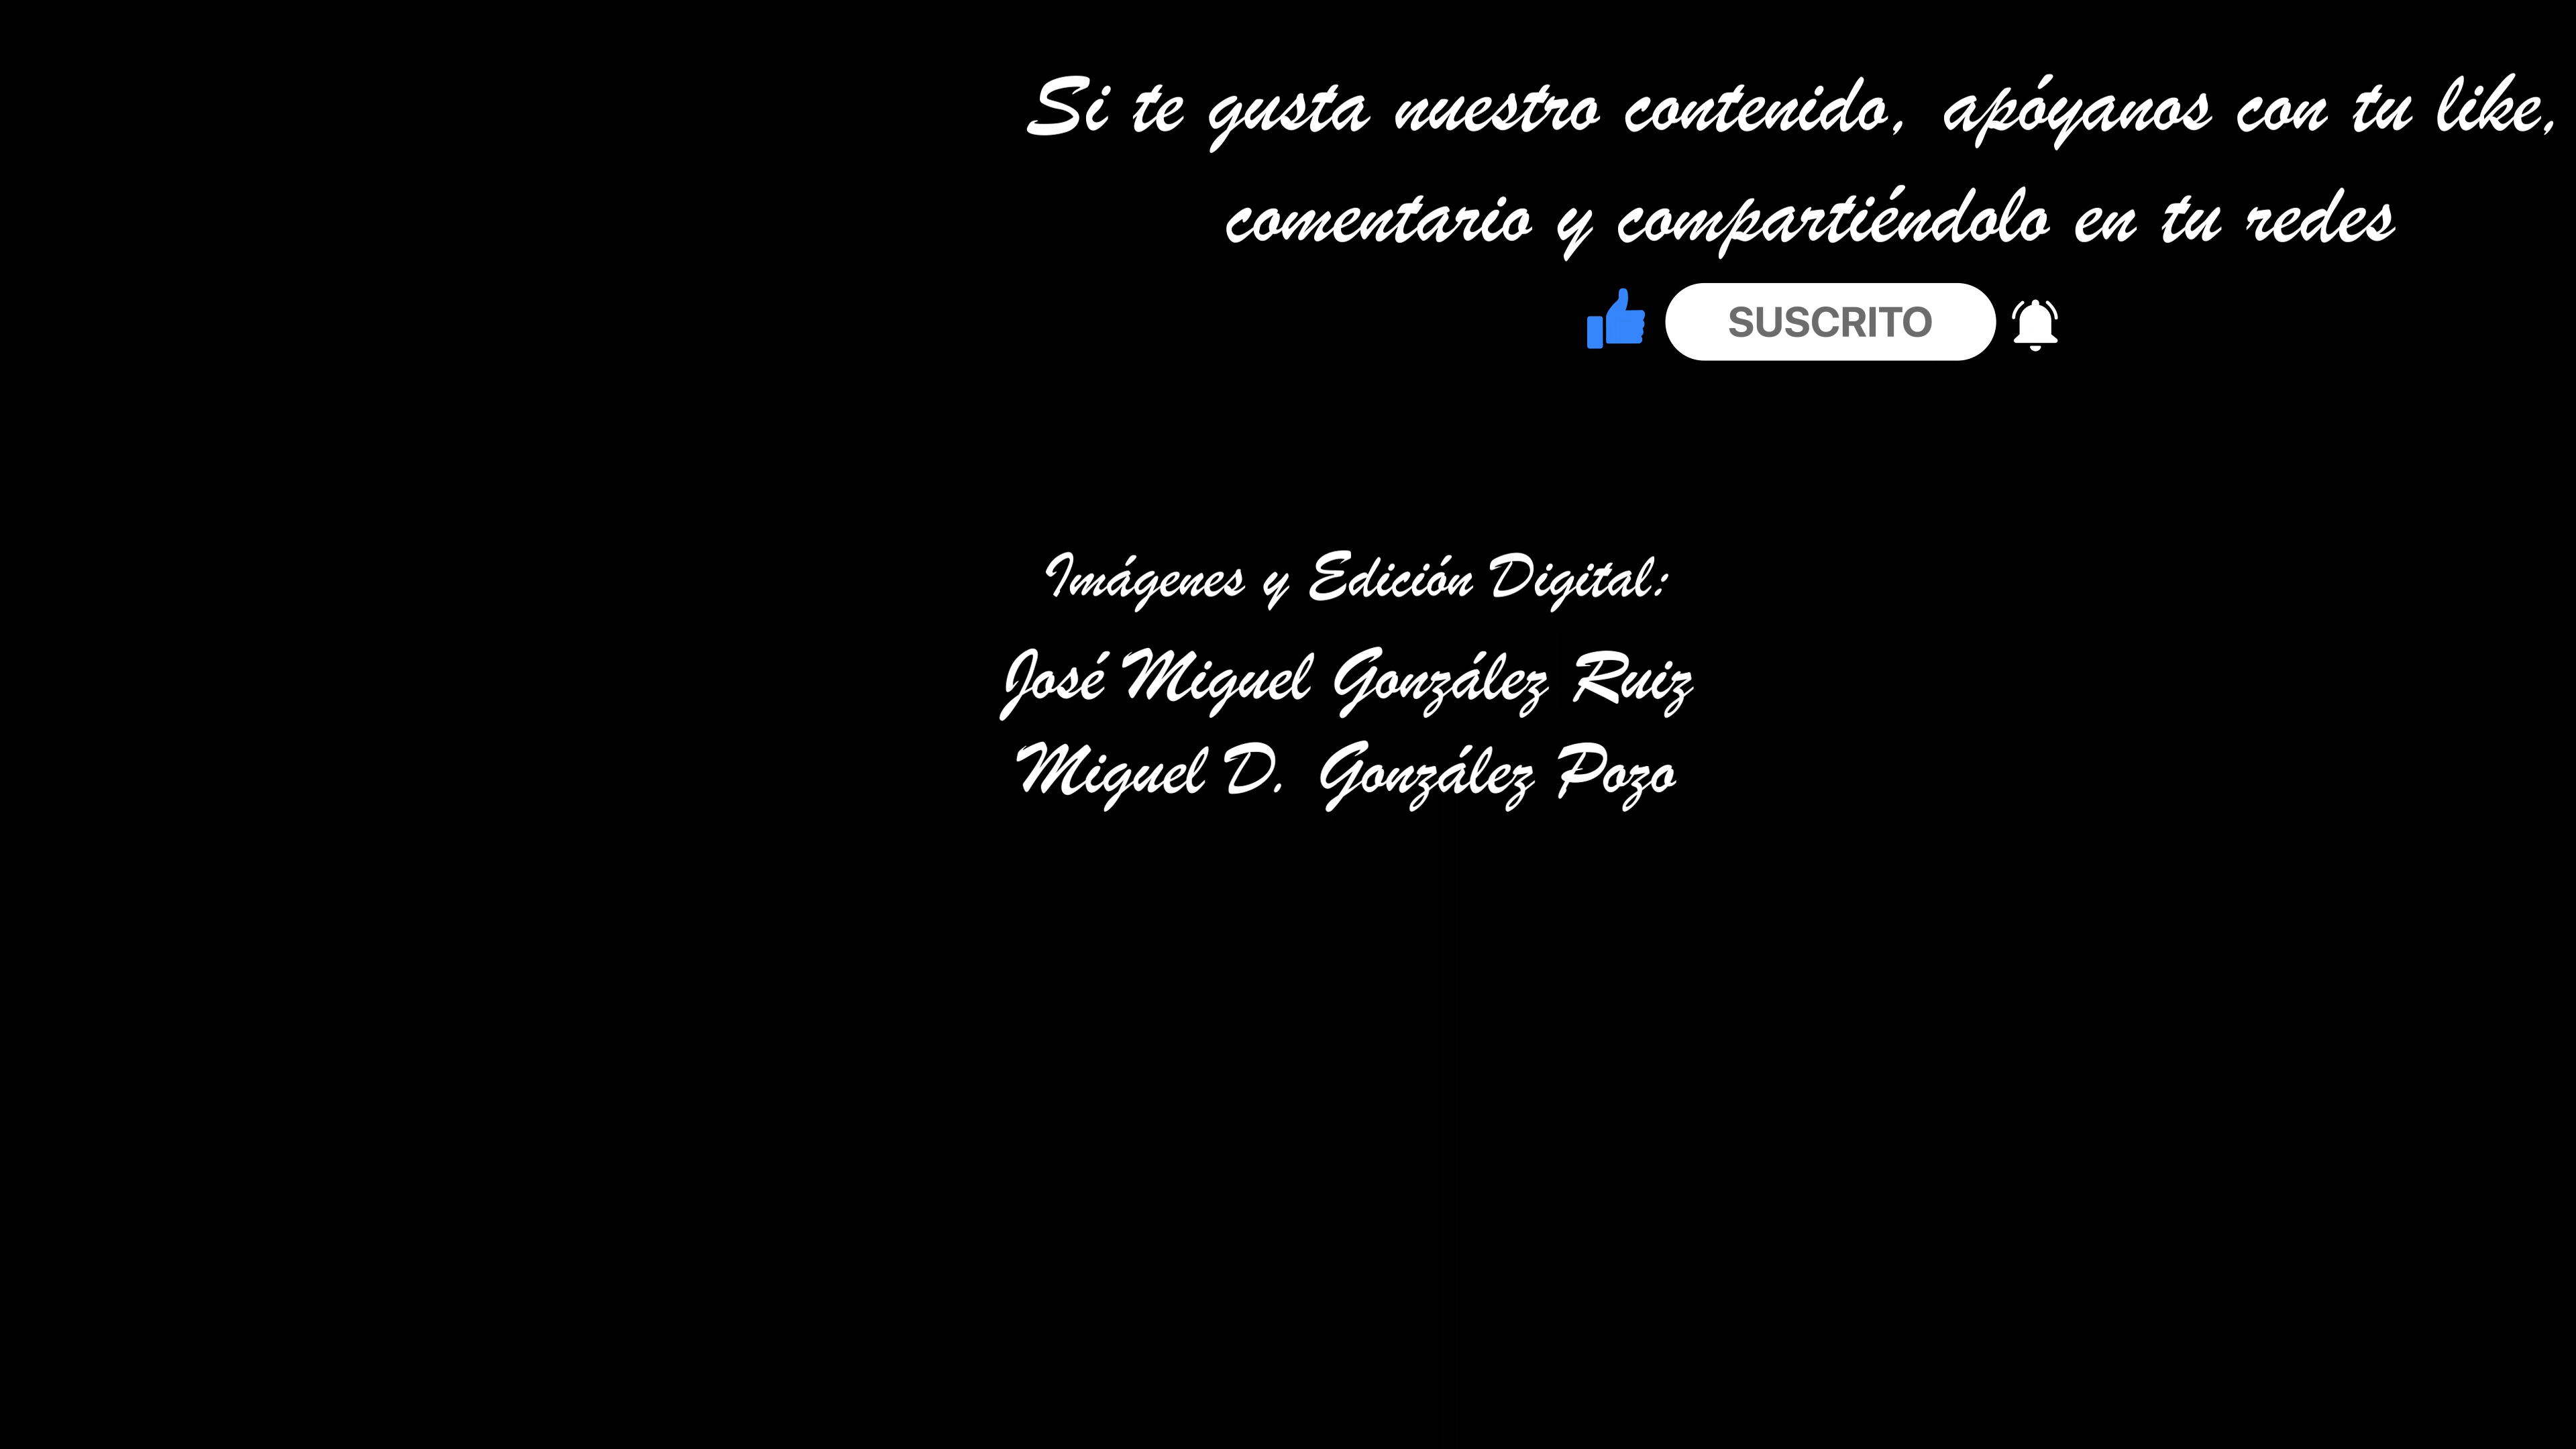 Si te gusta nuestro contenido, apóyanos con tu like,
comentario y compartiéndolo en tu redes
SUSCRITO
Imágenes y Edición Digital:
José Miguel González Ruiz
Miguel D. González Pozo